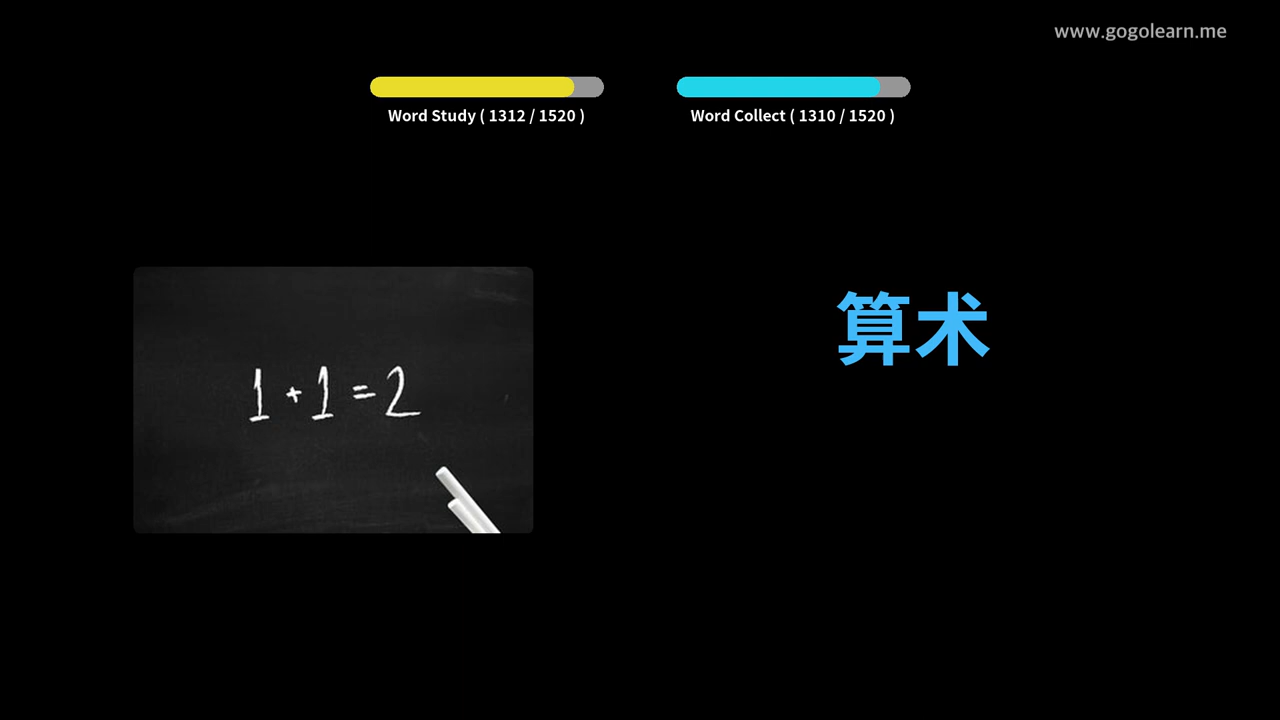 www.gogolearn.me
Word Study ( 1312 / 1520 )
Word Collect ( 1310 / 1520 )
算术
1 + 1 = 2